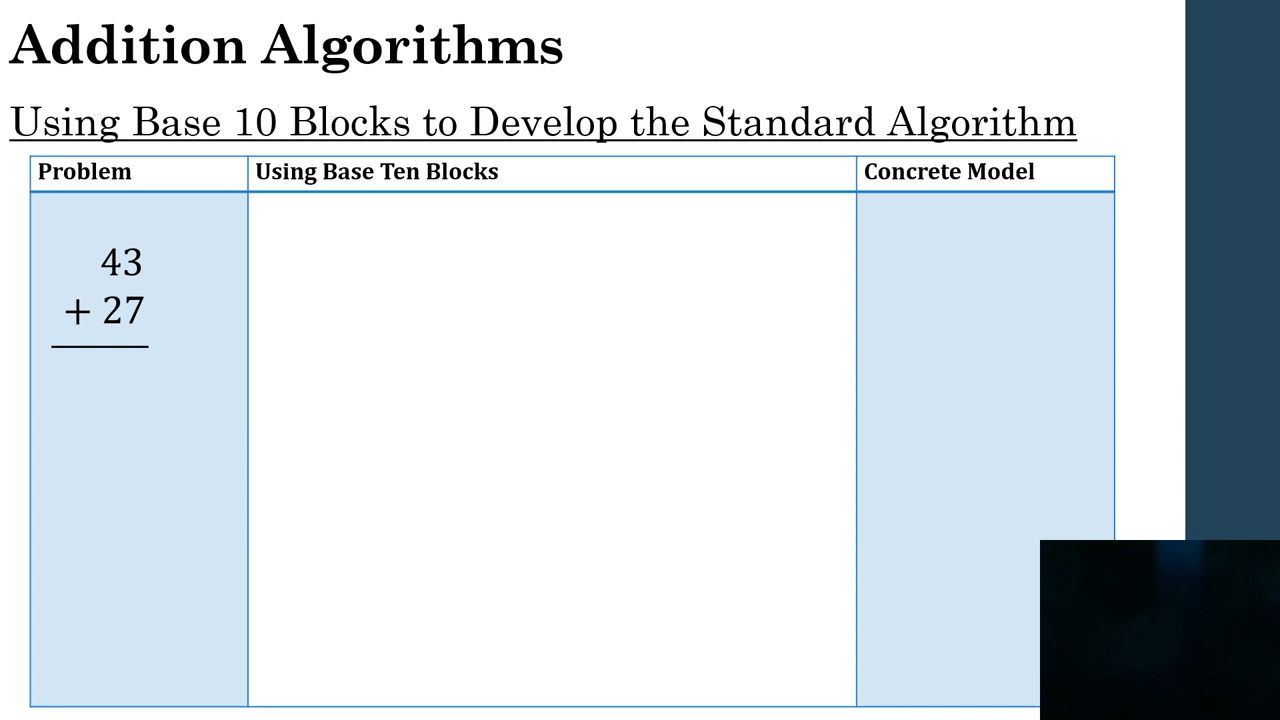 Addition Algorithms
Using Base 10 Blocks to Develop the Standard Algorithm
Problem Using Base Ten Blocks Concrete Model
43
+ 27